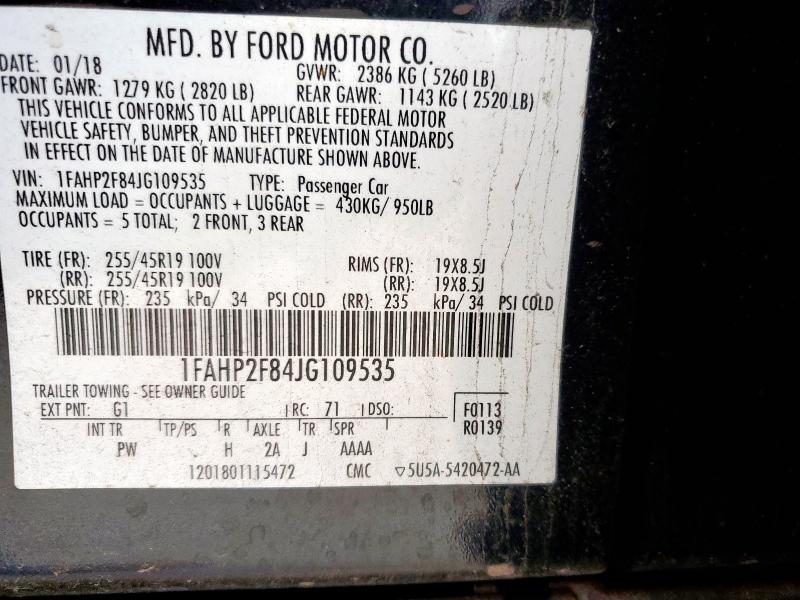 MFD. BY FORD MOTOR CO.
DATE: 01/18 GVWR: 2386 KG ( 5260 LB)
FRONT GAWR: 1279 KG ( 2820 LB) REAR GAWR: 1143 KG ( 2520 LB)
THIS VEHICLE CONFORMS TO ALL APPLICABLE FEDERAL MOTOR
VEHICLE SAFETY, BUMPER, AND THEFT PREVENTION STANDARDS
IN EFFECT ON THE DATE OF MANUFACTURE SHOWN ABOVE.
VIN: 1FAHP2F84JG109535 TYPE: Passenger Car
MAXIMUM LOAD = OCCUPANTS + LUGGAGE = 430KG/ 950LB
OCCUPANTS = 5 TOTAL; 2 FRONT, 3 REAR
TIRE (FR): 255/45R19 100V RIMS (FR): 19X8.5J
(RR): 255/45R19 100V (RR): 19X8.5J
PRESSURE (FR): 235 kPa/ 34 PSI COLD (RR): 235 kPa/ 34 PSI COLD
1FAHP2F84JG109535
TRAILER TOWING - SEE OWNER GUIDE
EXT PNT: G1 RC: 71 DSO: F0113
INT TR TP/PS R AXLE TR SPR R0139
PW H 2A J AAAA
1201801115472 CMC ▽5U5A-5420472-AA